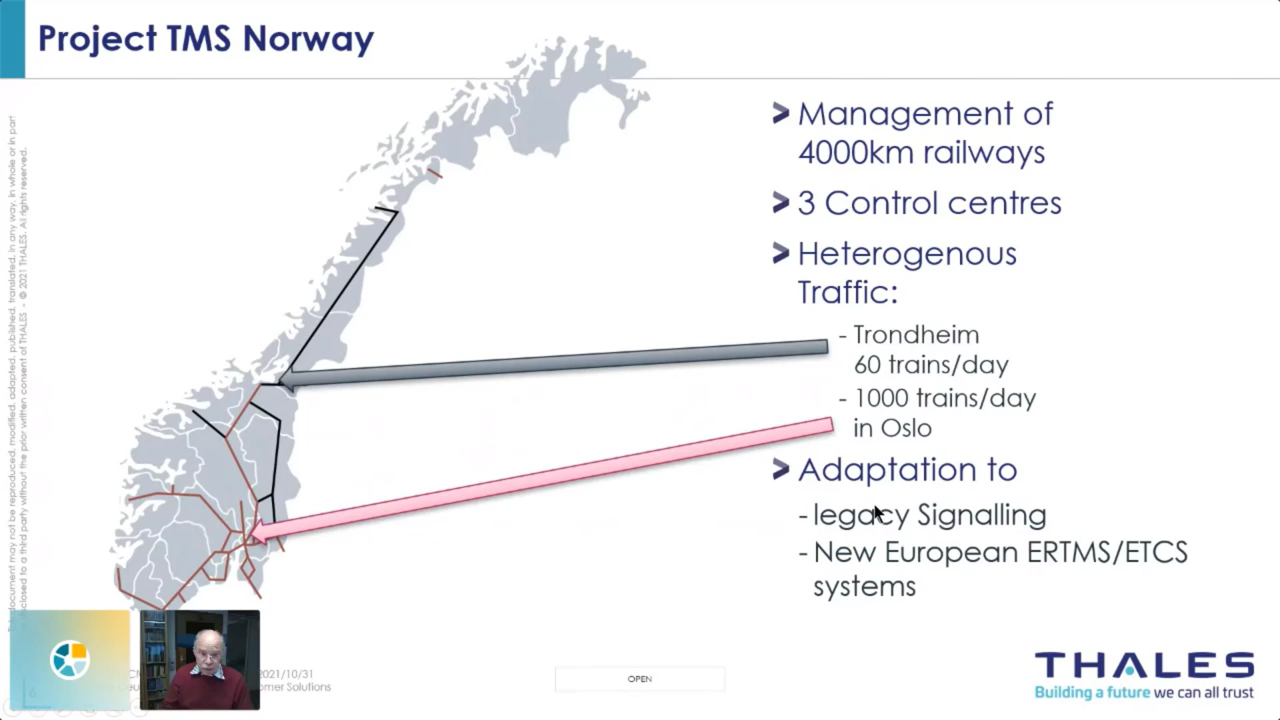 Project TMS Norway
> Management of
4000km railways
> 3 Control centres
> Heterogenous
Traffic:
- Trondheim
60 trains/day
- 1000 trains/day
in Oslo
> Adaptation to
- legacy Signalling
- New European ERTMS/ETCS
systems
document may not be reproduced, modified, adapted, published, translated, in any way, in whole or in part
disclosed to a third party without the prior written consent of THALES - © 2021 THALES. All rights reserved.
2021/10/31
omer Solutions
OPEN
THALES
Building a future we can all trust